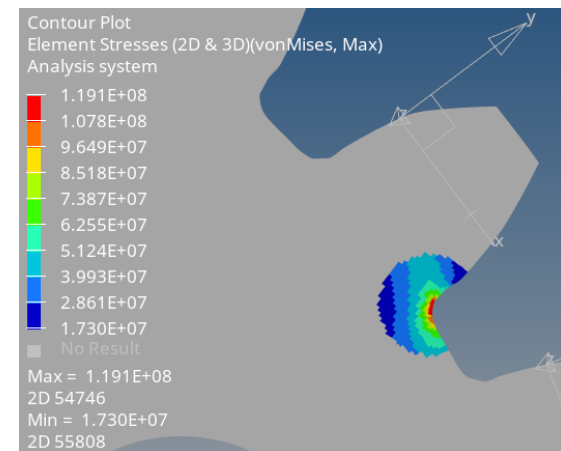 Contour Plot
Element Stresses (2D & 3D)(vonMises, Max)
Analysis system
1.191E+08
1.078E+08
9.649E+07
8.518E+07
7.387E+07
6.255E+07
5.124E+07
3.993E+07
2.861E+07
1.730E+07
No Result
Max = 1.191E+08
2D 54746
Min = 1.730E+07
2D 55808
y
z
x
z